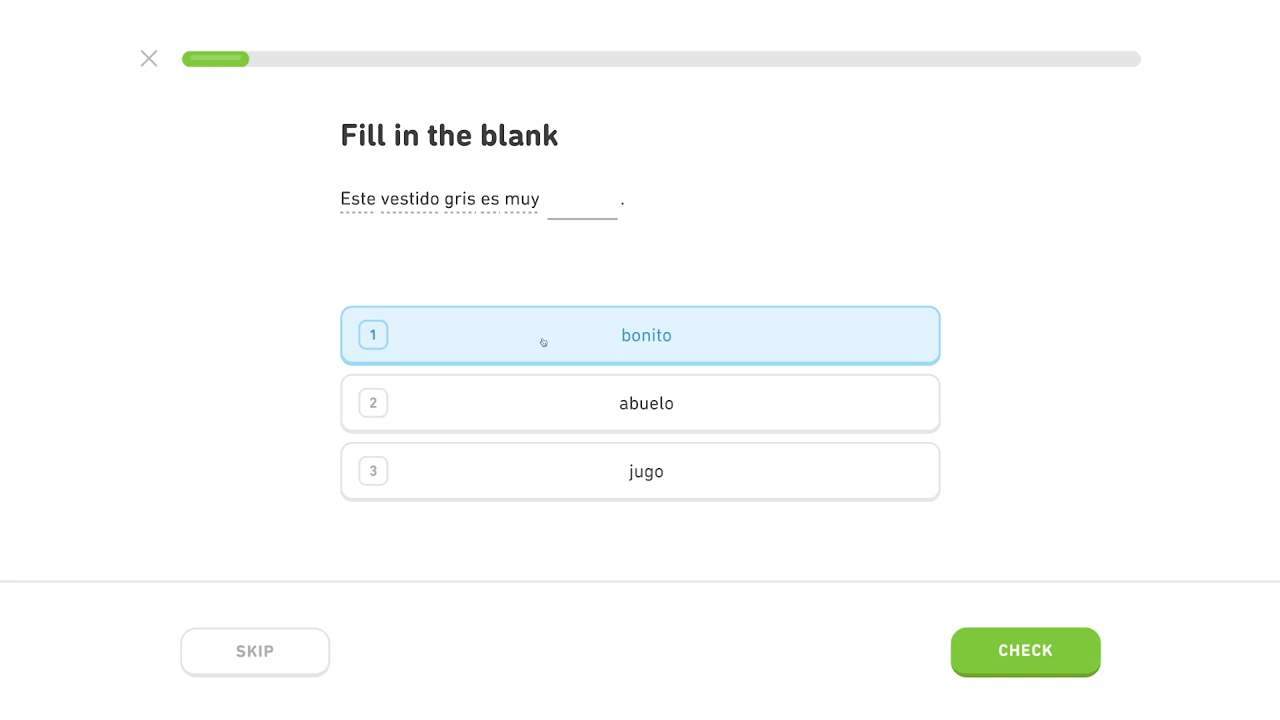 Fill in the blank
Este vestido gris es muy ______ .
1 bonito
2 abuelo
3 jugo
SKIP CHECK